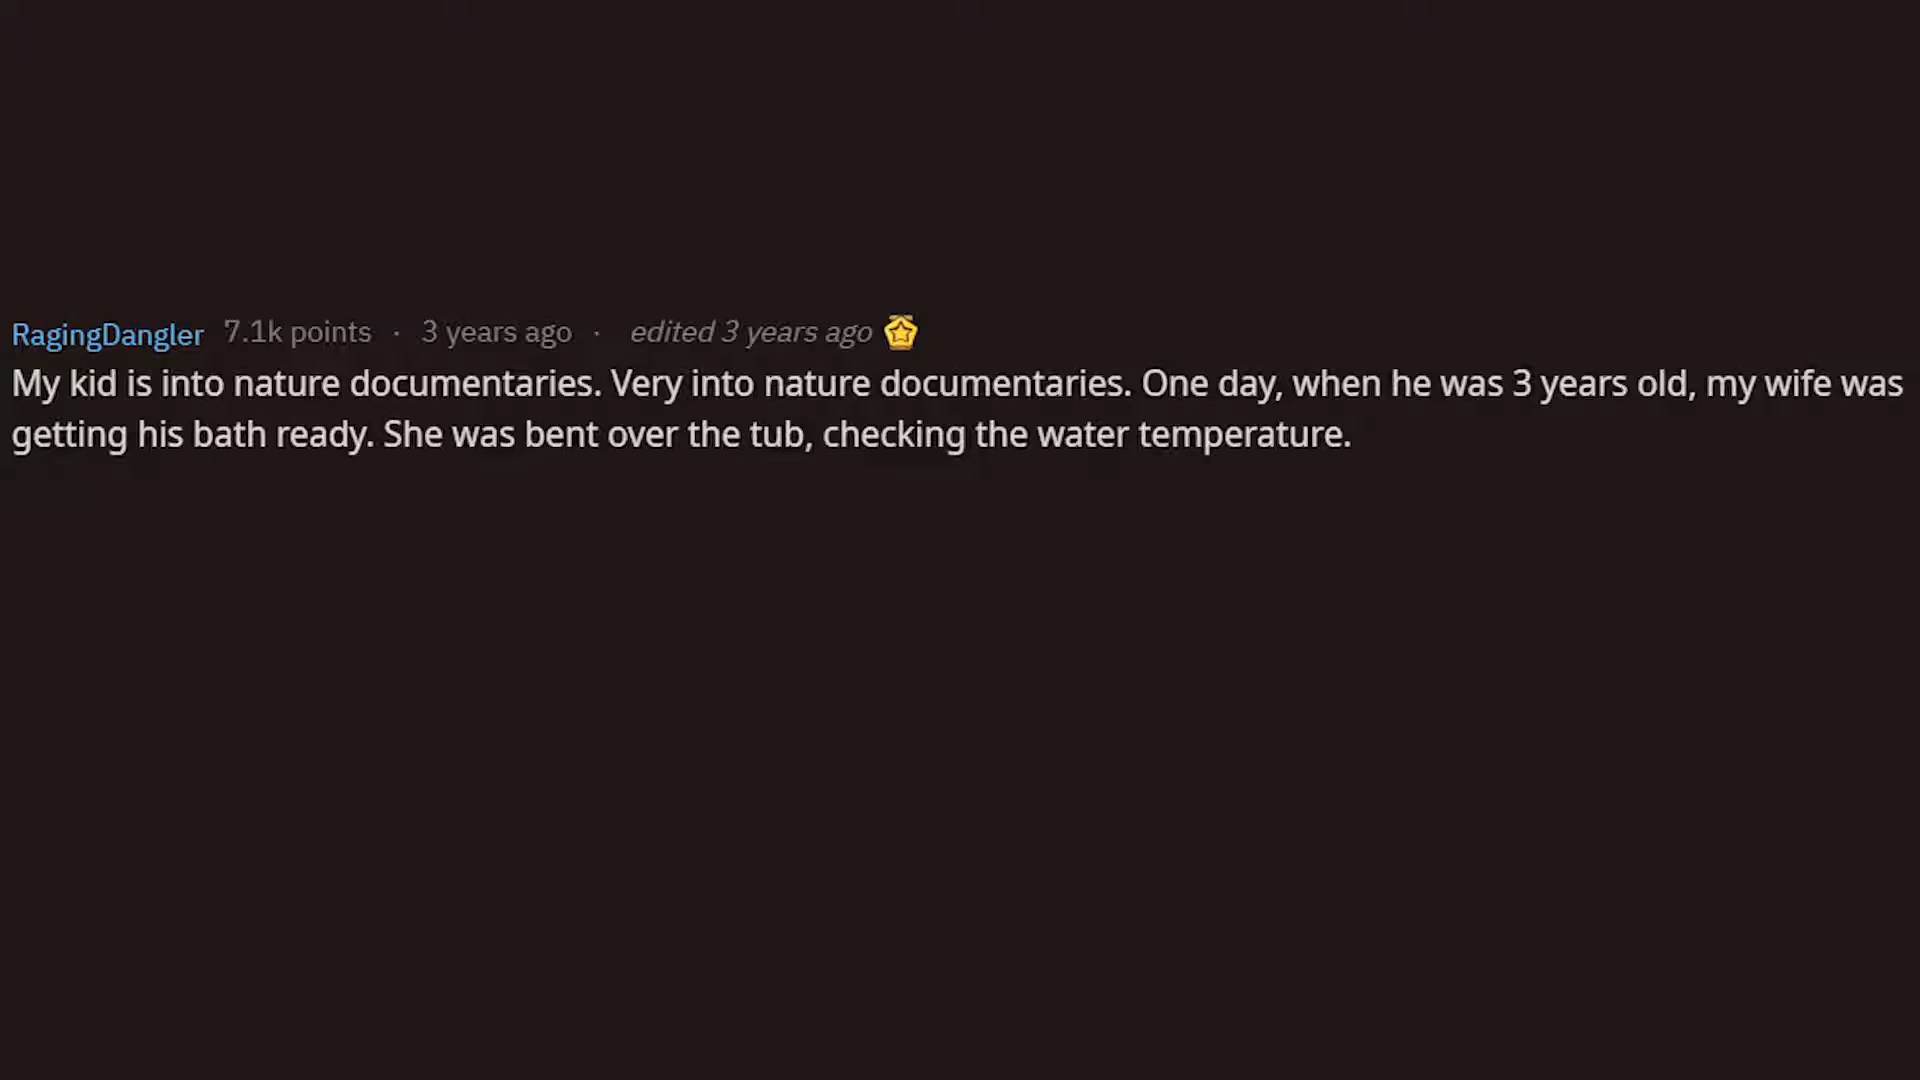 RagingDangler 7.1k points · 3 years ago · edited 3 years ago
My kid is into nature documentaries. Very into nature documentaries. One day, when he was 3 years old, my wife was
getting his bath ready. She was bent over the tub, checking the water temperature.